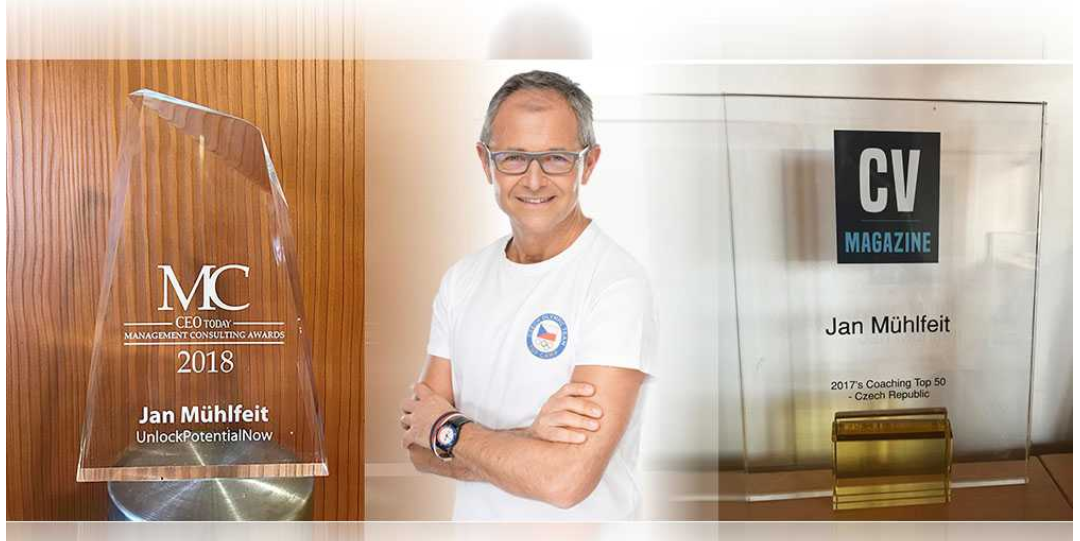 MC
CEO TODAY
MANAGEMENT CONSULTING AWARDS
2018
Jan Mühlfeit
UnlockPotentialNow
CV
MAGAZINE
Jan Mühlfeit
2017's Coaching Top 50
- Czech Republic